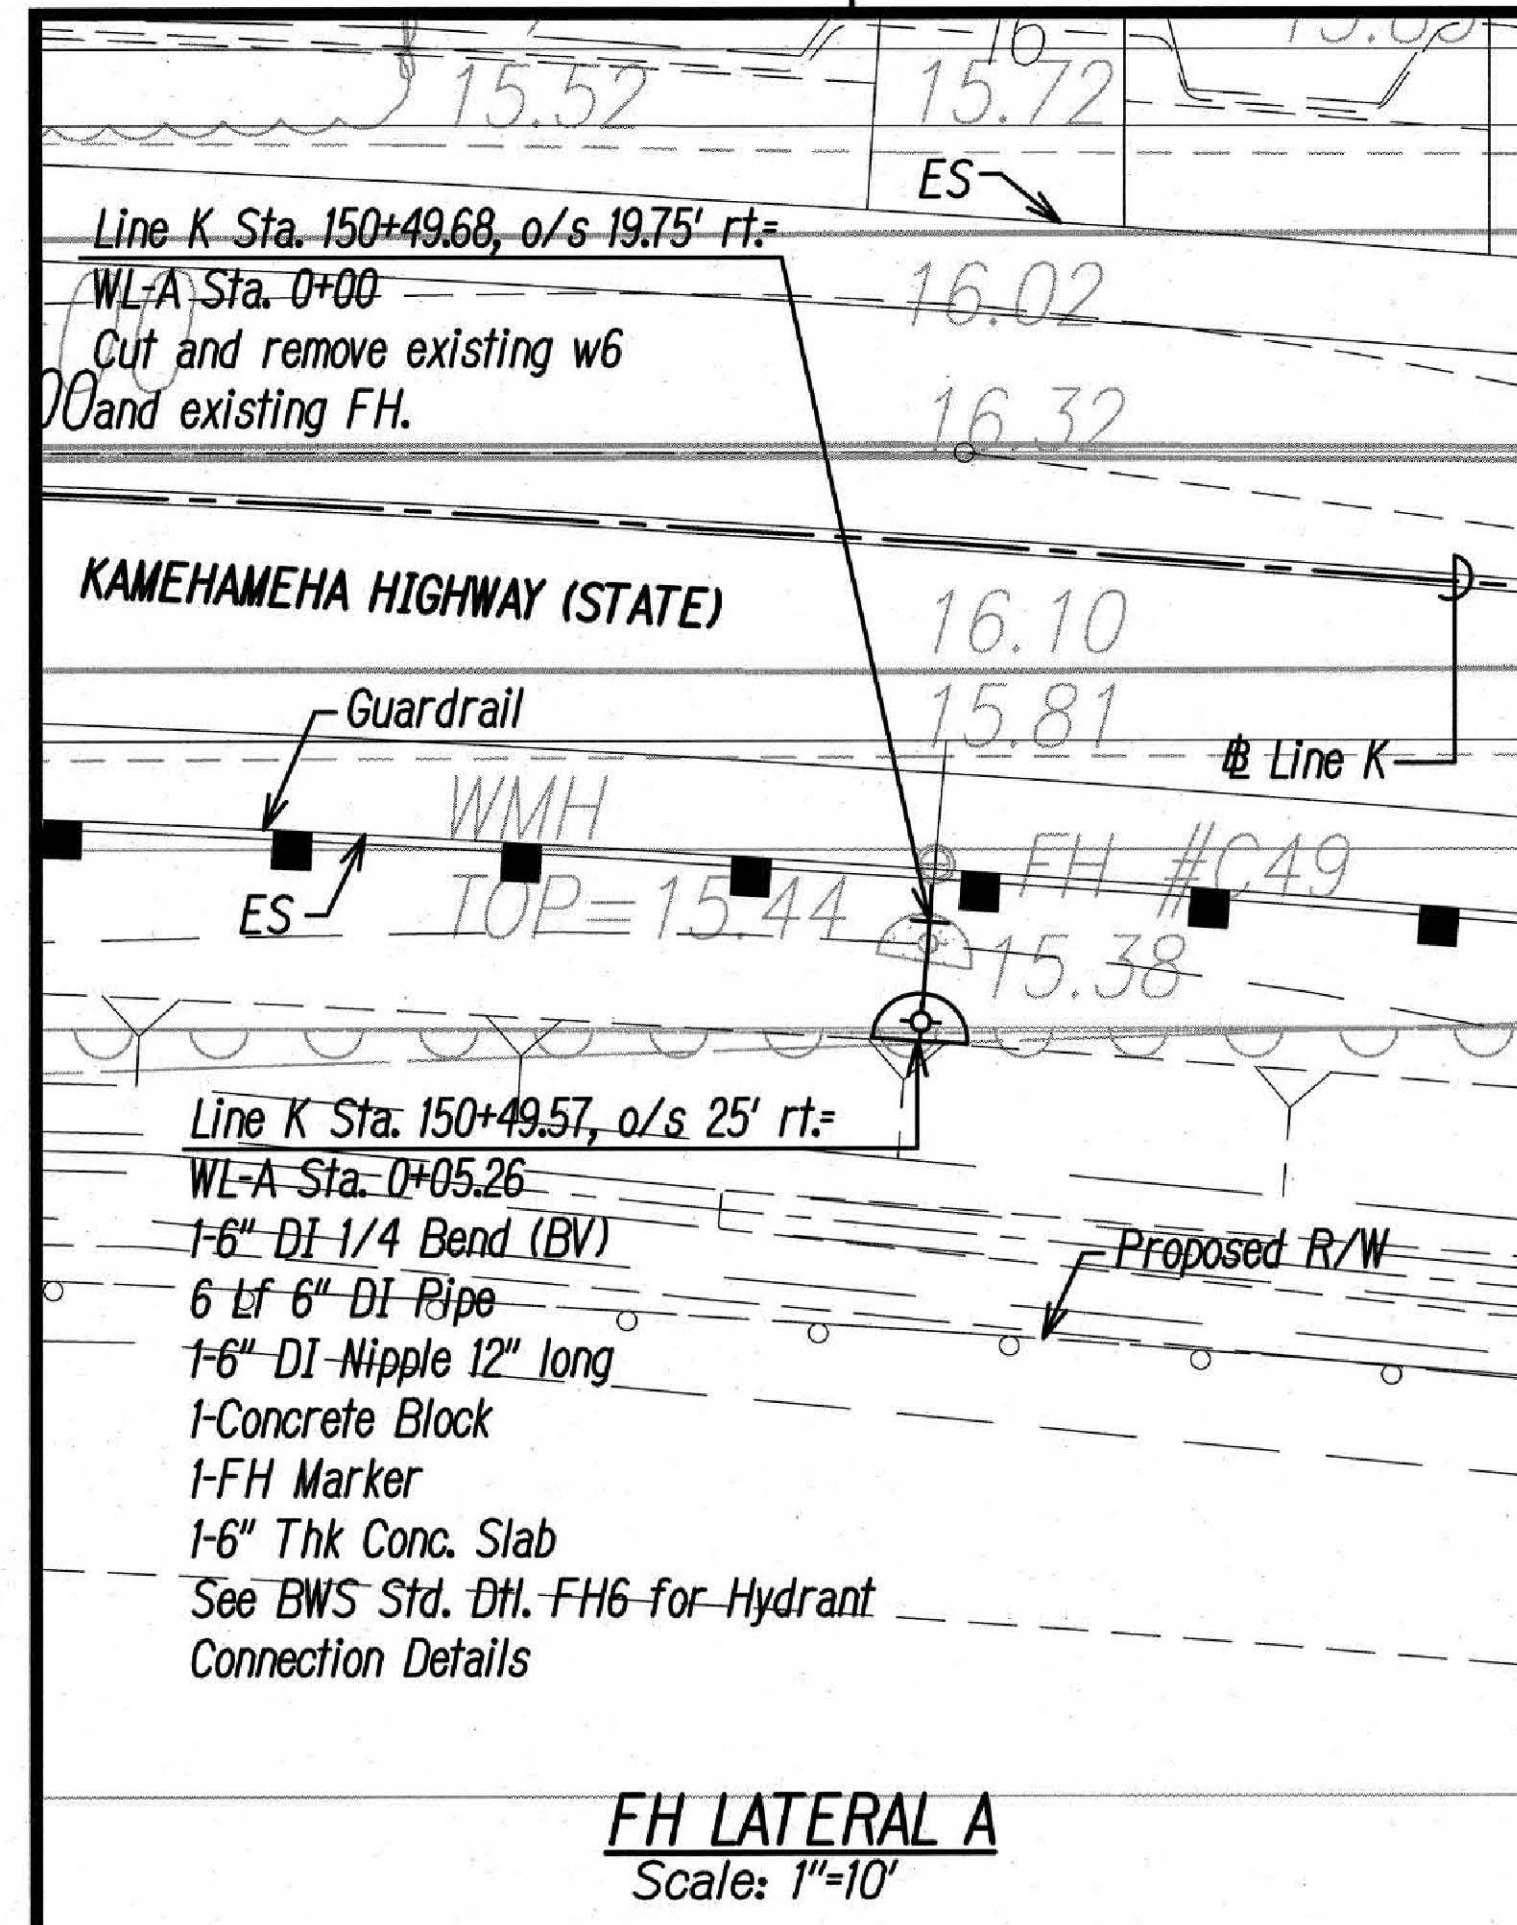 16
15.52
15.72
ES
Line K Sta. 150+49.68, o/s 19.75' rt.=
WL-A Sta. 0+00
Cut and remove existing w6
and existing FH.
16.02
16.32
KAMEHAMEHA HIGHWAY (STATE)
16.10
15.81
Guardrail
Line K
WMH
TOP=15.44
FH #C49
ES
15.38
Line K Sta. 150+49.57, o/s 25' rt.=
WL-A Sta. 0+05.26
1-6" DI 1/4 Bend (BV)
6 Lf 6" DI Pipe
1-6" DI Nipple 12" long
1-Concrete Block
1-FH Marker
1-6" Thk Conc. Slab
See BWS Std. Dtl. FH6 for Hydrant
Connection Details
Proposed R/W
FH LATERAL A
Scale: 1"=10'